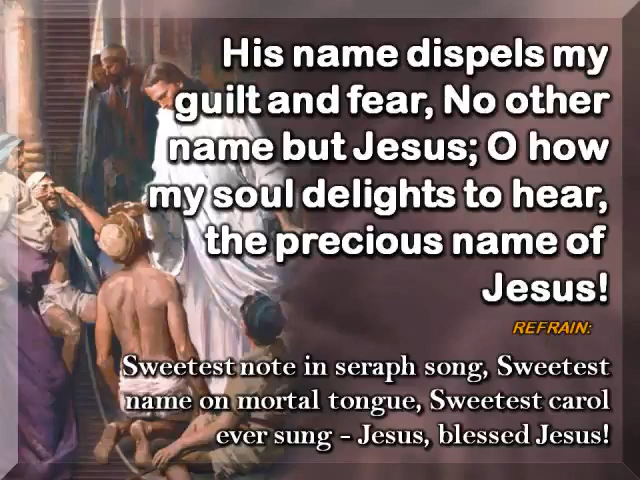 His name dispels my
guilt and fear, No other
name but Jesus; O how
my soul delights to hear,
the precious name of
Jesus!
REFRAIN:
Sweetest note in seraph song, Sweetest
name on mortal tongue, Sweetest carol
ever sung - Jesus, blessed Jesus!